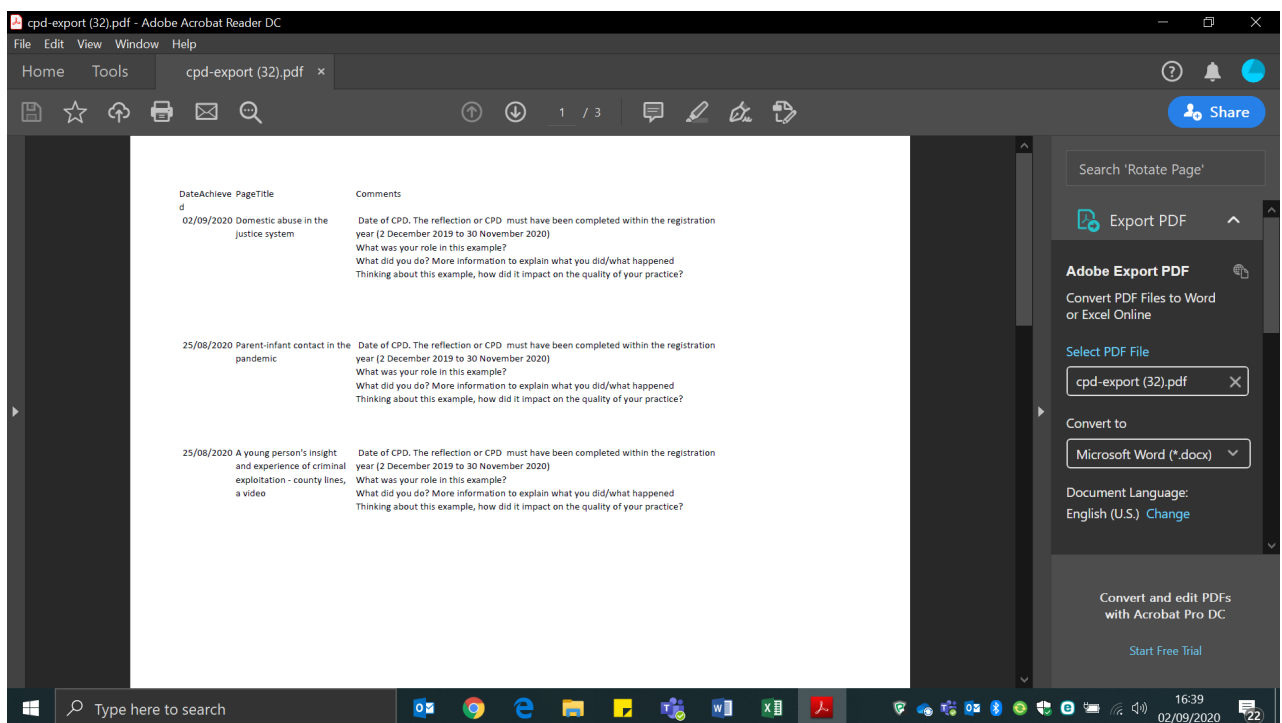 cpd-export (32).pdf - Adobe Acrobat Reader DC
File Edit View Window Help
Home Tools cpd-export (32).pdf ×
1 / 3 Share
DateAchieve PageTitle Comments
d
02/09/2020 Domestic abuse in the Date of CPD. The reflection or CPD must have been completed within the registration
justice system year (2 December 2019 to 30 November 2020)
What was your role in this example?
What did you do? More information to explain what you did/what happened
Thinking about this example, how did it impact on the quality of your practice?
25/08/2020 Parent-infant contact in the Date of CPD. The reflection or CPD must have been completed within the registration
pandemic year (2 December 2019 to 30 November 2020)
What was your role in this example?
What did you do? More information to explain what you did/what happened
Thinking about this example, how did it impact on the quality of your practice?
25/08/2020 A young person's insight Date of CPD. The reflection or CPD must have been completed within the registration
and experience of criminal year (2 December 2019 to 30 November 2020)
exploitation - county lines, What was your role in this example?
a video What did you do? More information to explain what you did/what happened
Thinking about this example, how did it impact on the quality of your practice?
Search 'Rotate Page'
Export PDF
Adobe Export PDF
Convert PDF Files to Word
or Excel Online
Select PDF File
cpd-export (32).pdf
Convert to
Microsoft Word (*.docx)
Document Language:
English (U.S.) Change
Convert and edit PDFs
with Acrobat Pro DC
Start Free Trial
Type here to search
16:39
02/09/2020
22